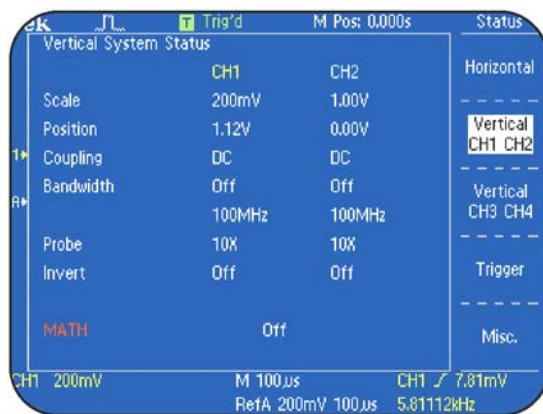 Tek Trig'd M Pos: 0.000s Status
Vertical System Status
CH1 CH2
Horizontal
Scale 200mV 1.00V
Position 1.12V 0.00V
Vertical
CH1 CH2
1
Coupling DC DC
Bandwidth Off Off
100MHz 100MHz
Vertical
CH3 CH4
R
Probe 10X 10X
Invert Off Off
Trigger
MATH Off
Misc.
CH1 200mV M 100µs CH1 7.81mV
RefA 200mV 100µs 5.81112kHz